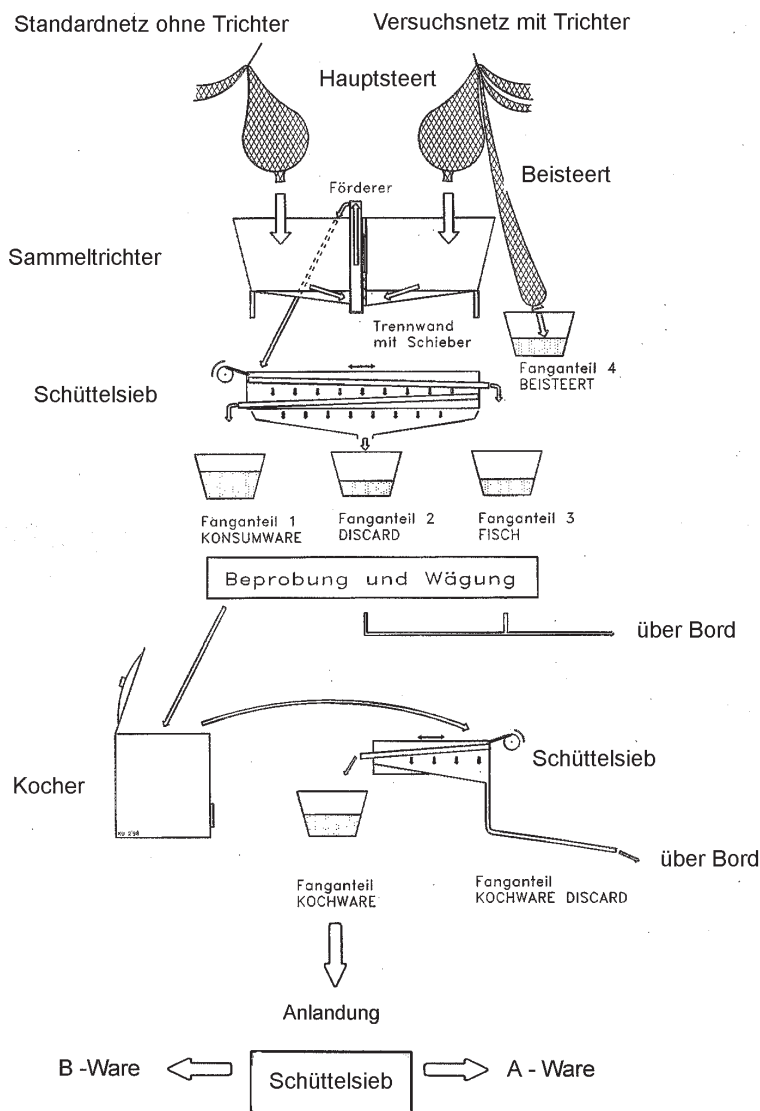 Standardnetz ohne Trichter
Versuchsnetz mit Trichter
Hauptsteert
Beisteert
Förderer
Sammeltrichter
Trennwand
mit Schieber
Fanganteil 4
BEISTEERT
Schüttelsieb
Fanganteil 1
KONSUMWARE
Fanganteil 2
DISCARD
Fanganteil 3
FISCH
Beprobung und Wägung
über Bord
Kocher
Schüttelsieb
über Bord
Fanganteil
KOCHWARE
Fanganteil
KOCHWARE DISCARD
Anlandung
B -Ware
Schüttelsieb
A - Ware